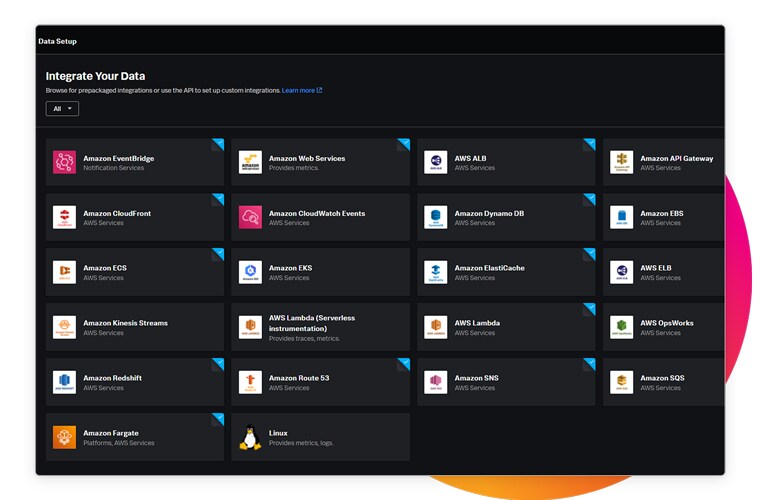 Data Setup
Integrate Your Data
Browse for prepackaged integrations or use the API to set up custom integrations. Learn more
All
Amazon EventBridge
Notification Services
Amazon Web Services
Provides metrics.
AWS ALB
AWS Services
Amazon API Gateway
AWS Services
Amazon CloudFront
AWS Services
Amazon CloudWatch Events
AWS Services
Amazon Dynamo DB
AWS Services
Amazon EBS
AWS Services
Amazon ECS
AWS Services
Amazon EKS
AWS Services
Amazon ElastiCache
AWS Services
AWS ELB
AWS Services
Amazon Kinesis Streams
AWS Services
AWS Lambda (Serverless
instrumentation)
Provides traces, metrics.
AWS Lambda
AWS Services
AWS OpsWorks
AWS Services
Amazon Redshift
AWS Services
Amazon Route 53
AWS Services
Amazon SNS
AWS Services
Amazon SQS
AWS Services
Amazon Fargate
Platforms, AWS Services
Linux
Provides metrics, logs.